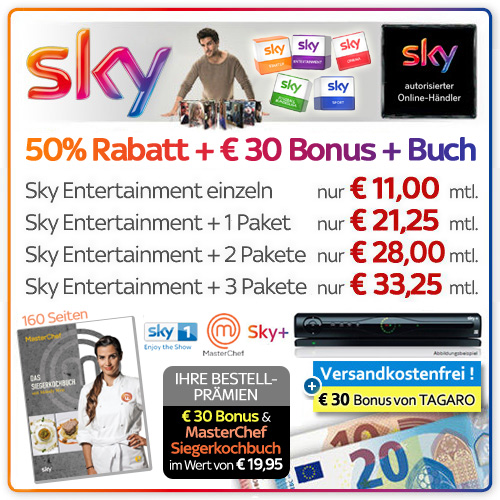 sky
sky
STARTER
sky
ENTERTAINMENT
sky
CINEMA
sky
sky
SPORT
sky
autorisierter
Online-Händler
50% Rabatt + € 30 Bonus + Buch
Sky Entertainment einzeln nur € 11,00 mtl.
Sky Entertainment + 1 Paket nur € 21,25 mtl.
Sky Entertainment + 2 Pakete nur € 28,00 mtl.
Sky Entertainment + 3 Pakete nur € 33,25 mtl.
160 Seiten
MasterChef
DAS
SIEGERKOCHBUCH
sky
sky 1
Enjoy the Show
MasterChef
Sky+
Abbildungsbeispiel
IHRE BESTELL-
PRÄMIEN
€ 30 Bonus &
MasterChef
Siegerkochbuch
im Wert von € 19,95
+
Versandkostenfrei !
€ 30 Bonus von TAGARO
10
20